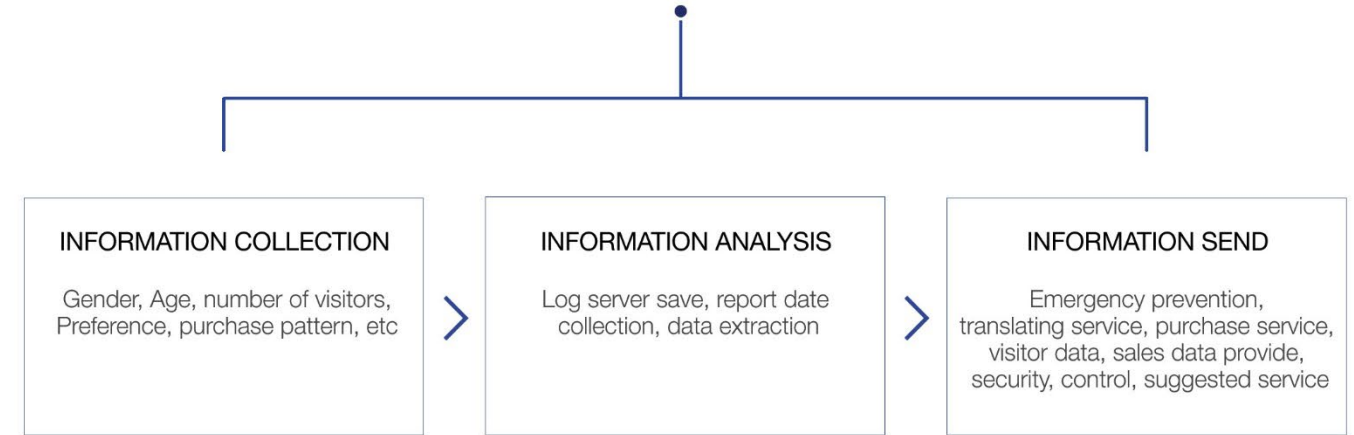 INFORMATION COLLECTION
Gender, Age, number of visitors,
Preference, purchase pattern, etc
INFORMATION ANALYSIS
Log server save, report date
collection, data extraction
INFORMATION SEND
Emergency prevention,
translating service, purchase service,
visitor data, sales data provide,
security, control, suggested service